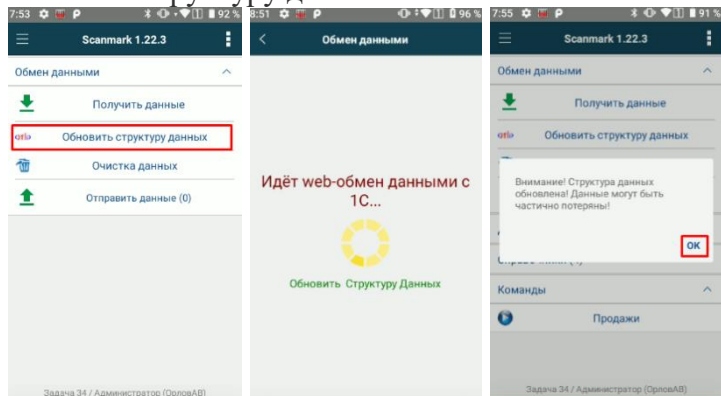 7:53 92 %
Scanmark 1.22.3
Обмен данными
Получить данные
Обновить структуру данных
Очистка данных
Отправить данные (0)
Задача 34 / Администратор (ОрловАВ)
8:51 96 %
Обмен данными
Идёт web-обмен данными с
1С...
Обновить Структуру Данных
7:55 91 %
Scanmark 1.22.3
Обмен данными
Получить данные
Обновить структуру данных
Внимание! Структура данных
обновлена! Данные могут быть
частично потеряны!
ОК
Команды
Продажи
Задача 34 / Администратор (ОрловАВ)